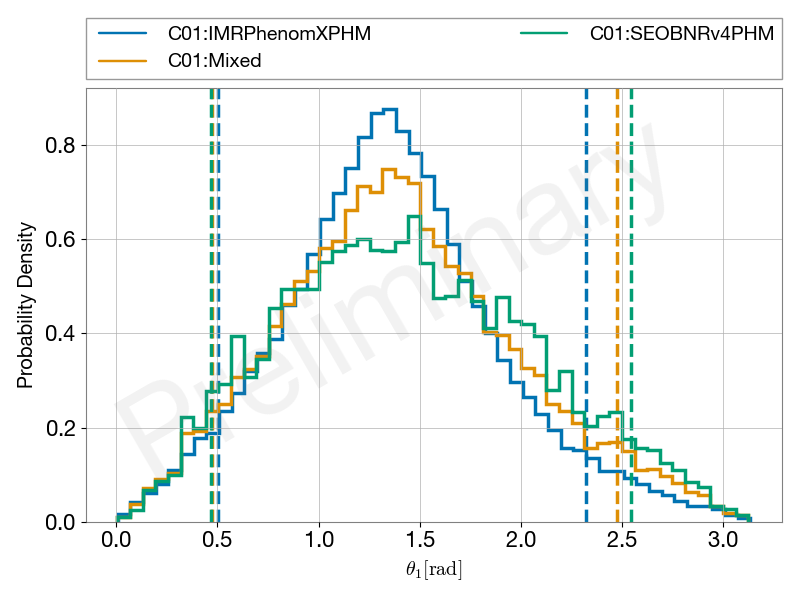 C01:IMRPhenomXPHM
C01:Mixed
C01:SEOBNRv4PHM
Preliminary
Probability Density
0.8
0.6
0.4
0.2
0.0
0.0 0.5 1.0 1.5 2.0 2.5 3.0
θ₁[rad]